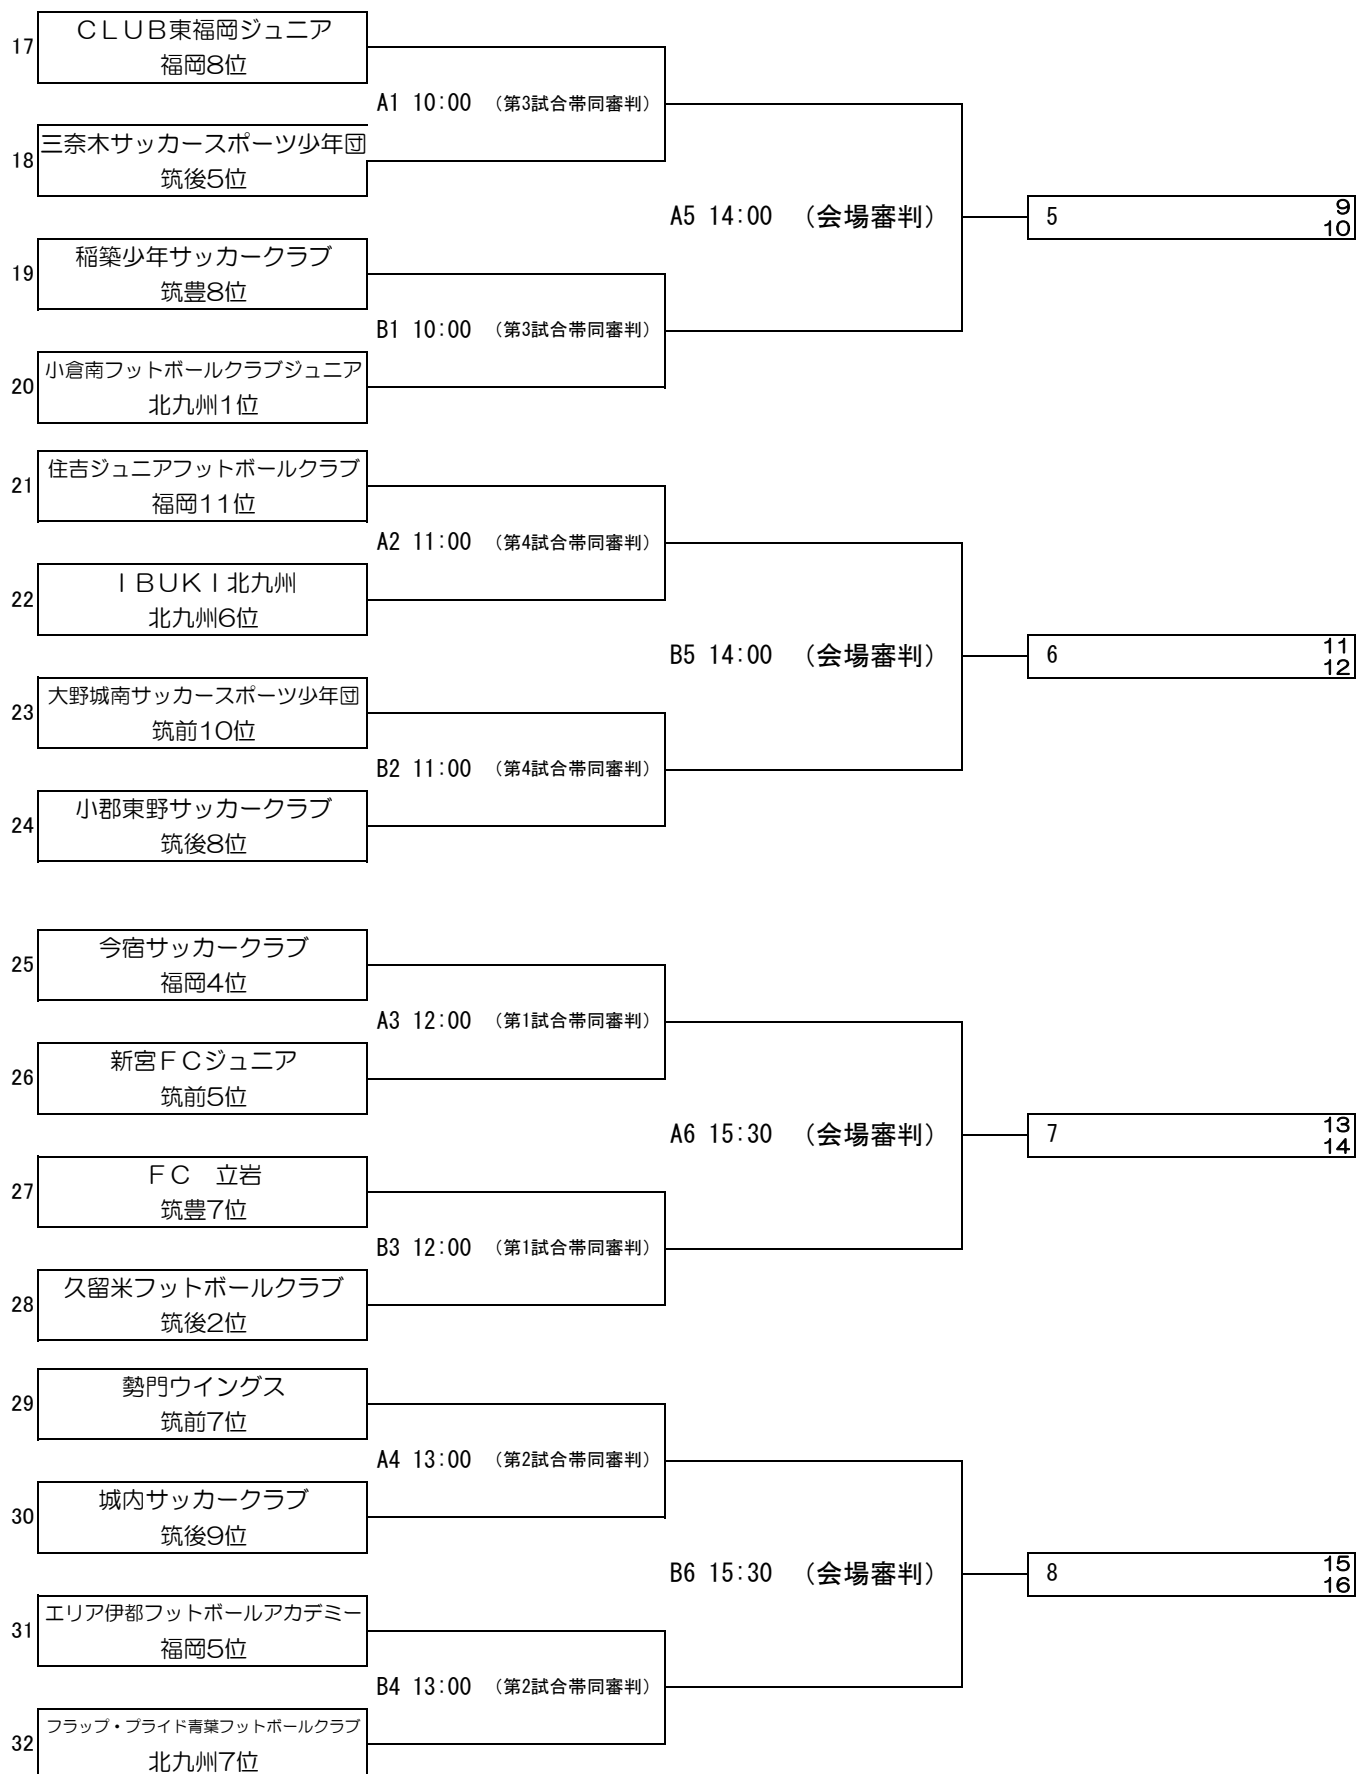 17
ＣＬＵＢ東福岡ジュニア
福岡8位
A1 10:00 （第3試合帯同審判）
18
三奈木サッカースポーツ少年団
筑後5位
A5 14:00 （会場審判）
5
9
10
19
稲築少年サッカークラブ
筑豊8位
B1 10:00 （第3試合帯同審判）
20
小倉南フットボールクラブジュニア
北九州1位
21
住吉ジュニアフットボールクラブ
福岡11位
A2 11:00 （第4試合帯同審判）
22
ＩＢＵＫＩ北九州
北九州6位
B5 14:00 （会場審判）
6
11
12
23
大野城南サッカースポーツ少年団
筑前10位
B2 11:00 （第4試合帯同審判）
24
小郡東野サッカークラブ
筑後8位
25
今宿サッカークラブ
福岡4位
A3 12:00 （第1試合帯同審判）
26
新宮ＦＣジュニア
筑前5位
A6 15:30 （会場審判）
7
13
14
27
ＦＣ　立岩
筑豊7位
B3 12:00 （第1試合帯同審判）
28
久留米フットボールクラブ
筑後2位
29
勢門ウイングス
筑前7位
A4 13:00 （第2試合帯同審判）
30
城内サッカークラブ
筑後9位
B6 15:30 （会場審判）
8
15
16
31
エリア伊都フットボールアカデミー
福岡5位
B4 13:00 （第2試合帯同審判）
32
フラップ・プライド青葉フットボールクラブ
北九州7位